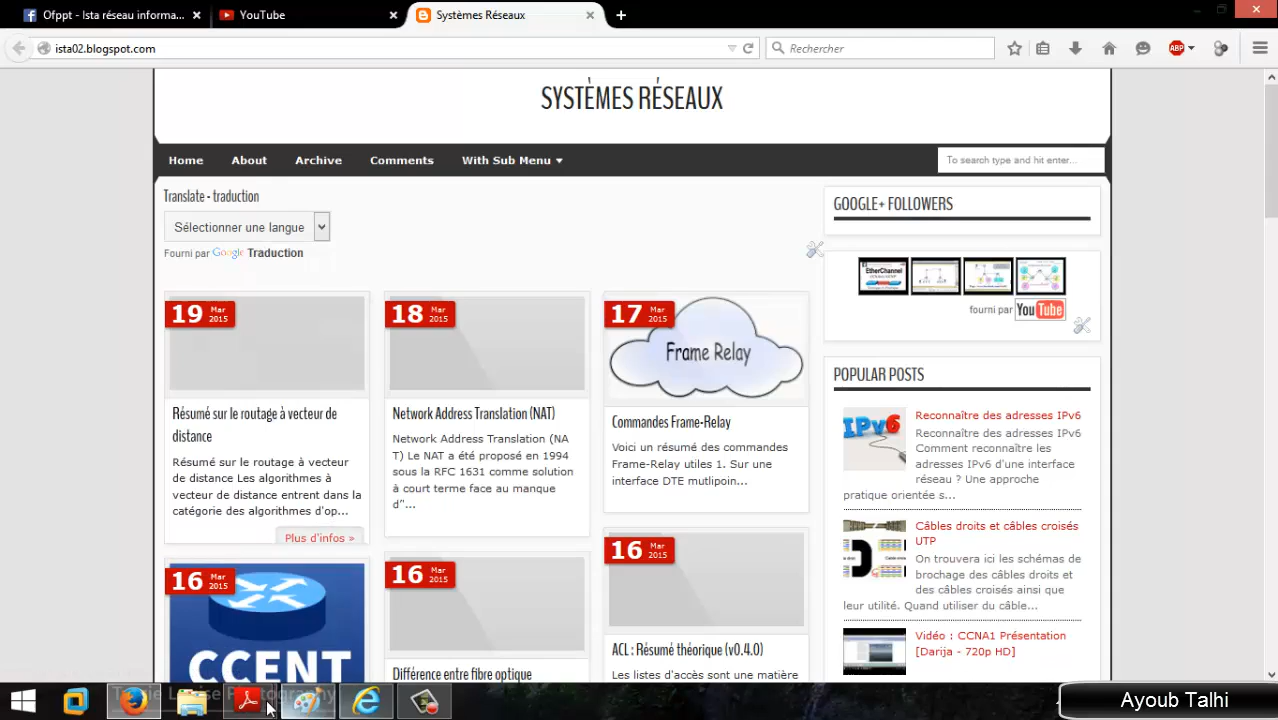 Ofppt - Ista réseau informa...
YouTube
Systèmes Réseaux
ista02.blogspot.com
Rechercher
ABP
SYSTÈMES RÉSEAUX
Home
About
Archive
Comments
With Sub Menu
To search type and hit enter...
Translate - traduction
Sélectionner une langue
Fourni par Google Traduction
19 Mar 2015
Résumé sur le routage à vecteur de
distance
Résumé sur le routage à vecteur
de distance Les algorithmes à
vecteur de distance entrent dans la
catégorie des algorithmes d'op...
Plus d'infos »
18 Mar 2015
Network Address Translation (NAT)
Network Address Translation (NA
T) Le NAT a été proposé en 1994
sous la RFC 1631 comme solution
à court terme face au manque
d"...
17 Mar 2015
Frame Relay
Commandes Frame-Relay
Voici un résumé des commandes
Frame-Relay utiles 1. Sur une
interface DTE mutlipoin...
16 Mar 2015
CCENT
16 Mar 2015
Différence entre fibre optique
16 Mar 2015
ACL : Résumé théorique (v0.4.0)
Les listes d'accès sont une matière
GOOGLE+ FOLLOWERS
EtherChannel
fourni par YouTube
POPULAR POSTS
IPv6
Reconnaître des adresses IPv6
Reconnaître des adresses IPv6
Comment reconnaître les
adresses IPv6 d'une interface
réseau ? Une approche
pratique orientée s...
Câbles droits et câbles croisés
UTP
On trouvera ici les schémas de
brochage des câbles droits et
des câbles croisés ainsi que
leur utilité. Quand utiliser du câble...
Vidéo : CCNA1 Présentation
[Darija - 720p HD]
Ayoub Talhi